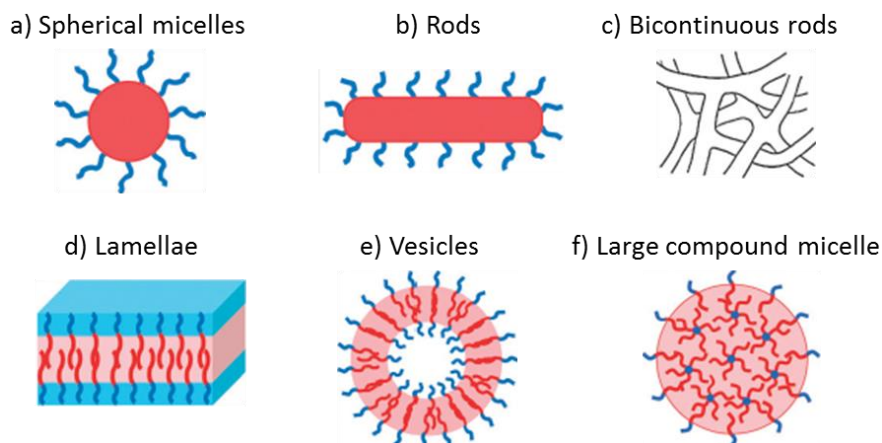 a) Spherical micelles
b) Rods
c) Bicontinuous rods
d) Lamellae
e) Vesicles
f) Large compound micelle